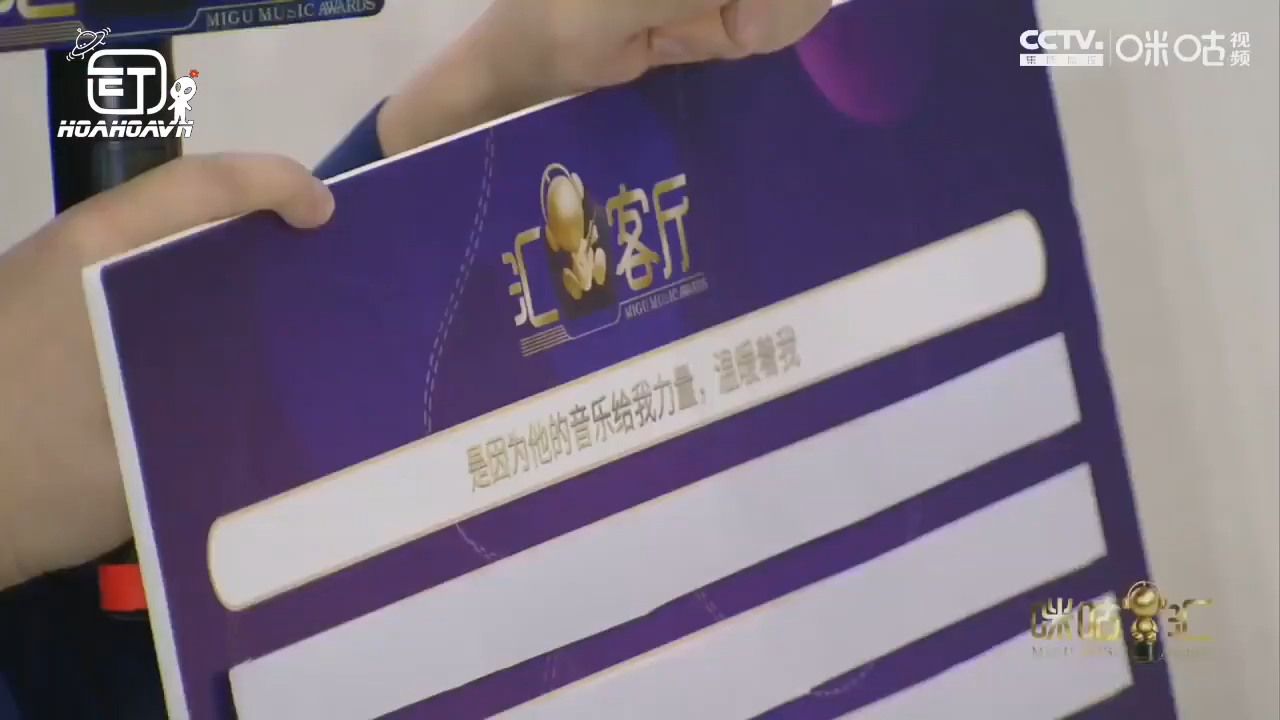 MIGU MUSIC AWARDS
ET
HOAHOAVN
CCTV.
咪咕视频
汇客厅
MIGU MUSIC AWARDS
是因为他的音乐给我力量，温暖着我
咪咕汇